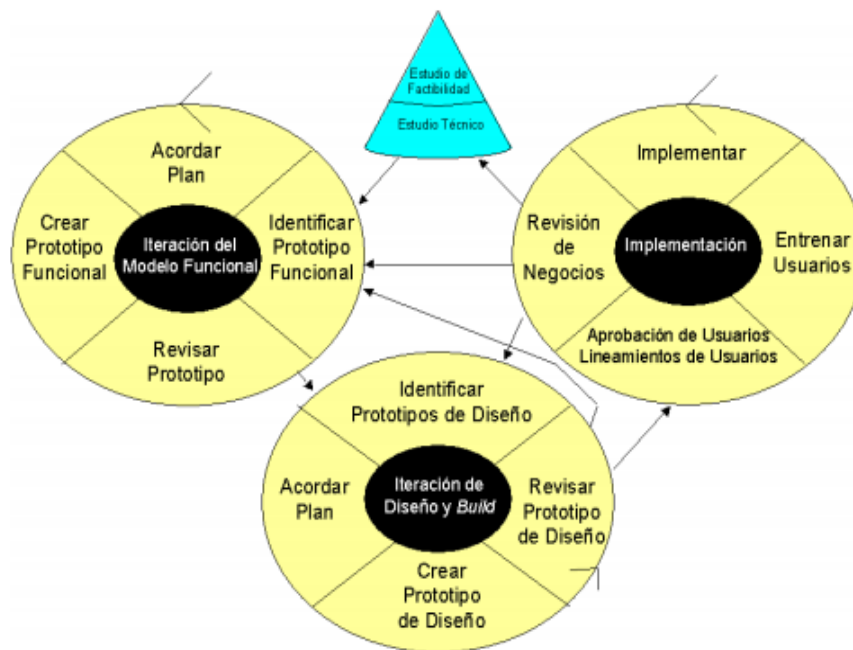 Estudio de
Factibilidad
Estudio Técnico
Acordar
Plan
Crear
Prototipo
Funcional
Iteración del
Modelo Funcional
Identificar
Prototipo
Funcional
Revisar
Prototipo
Implementar
Revisión
de
Negocios
Implementación
Entrenar
Usuarios
Aprobación de Usuarios
Lineamientos de Usuarios
Identificar
Prototipos de Diseño
Acordar
Plan
Iteración de
Diseño y Build
Revisar
Prototipo
de Diseño
Crear
Prototipo
de Diseño